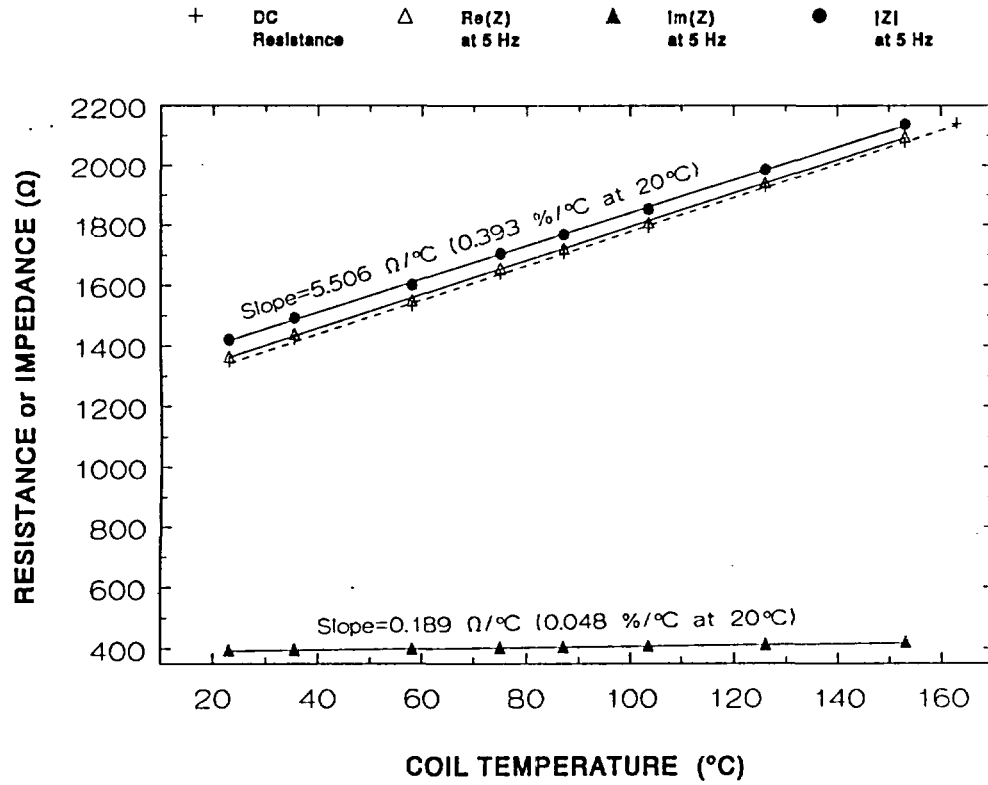 + DC Resistance
△ Re(Z) at 5 Hz
▲ Im(Z) at 5 Hz
● |Z| at 5 Hz
2200
2000
1800
1600
1400
1200
1000
800
600
400
RESISTANCE or IMPEDANCE (Ω)
Slope=5.506 Ω/°C (0.393 %/°C at 20°C)
Slope=0.189 Ω/°C (0.048 %/°C at 20°C)
20 40 60 80 100 120 140 160
COIL TEMPERATURE (°C)